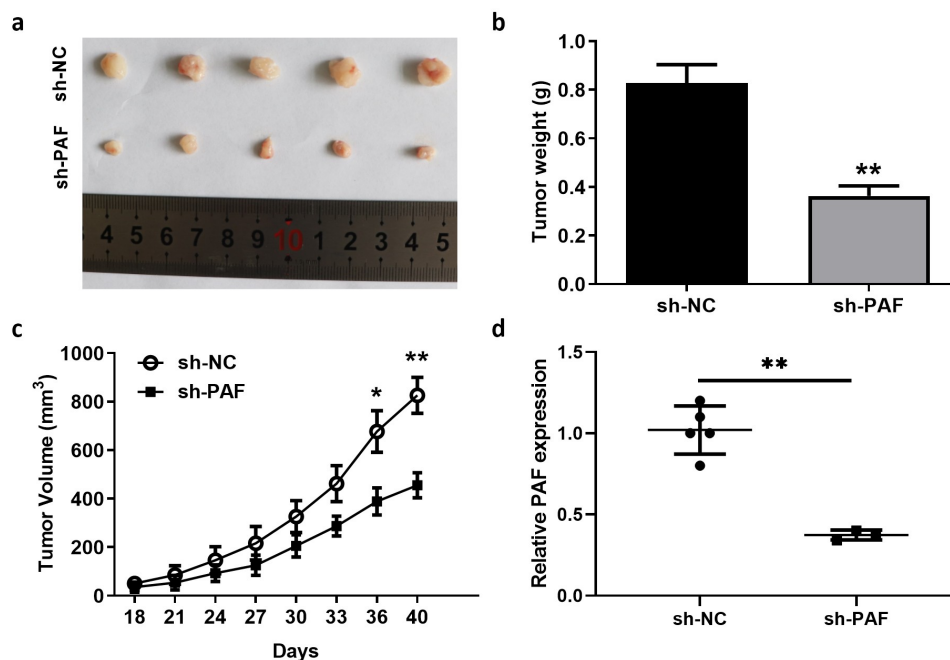 a
sh-NC
sh-PAF
4 5 6 7 8 9 10 1 2 3 4 5
b
Tumor weight (g)
1.0
0.8
0.6
0.4
0.2
0.0
**
sh-NC sh-PAF
c
Tumor Volume (mm³)
1000
800
600
400
200
0
sh-NC
sh-PAF
* **
18 21 24 27 30 33 36 40
Days
d
Relative PAF expression
1.5
1.0
0.5
0.0
**
sh-NC sh-PAF